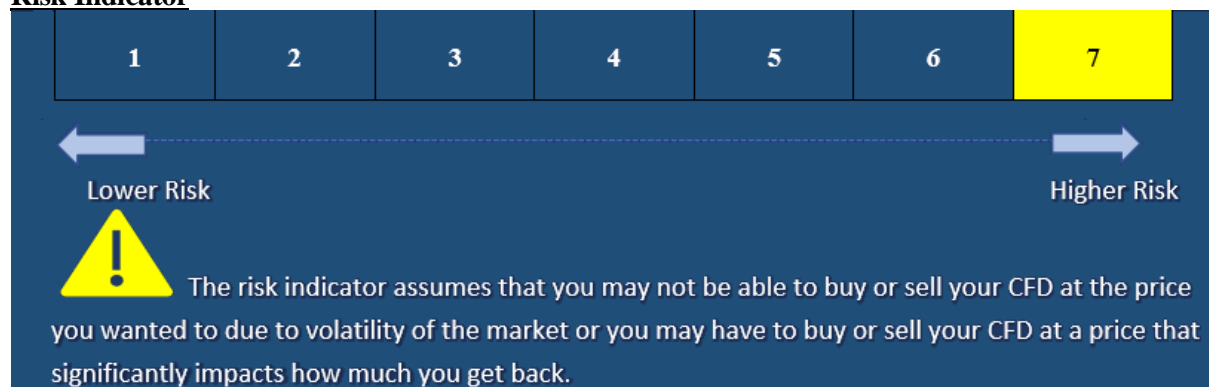 Risk Indicator
1 2 3 4 5 6 7
Lower Risk Higher Risk
! The risk indicator assumes that you may not be able to buy or sell your CFD at the price
you wanted to due to volatility of the market or you may have to buy or sell your CFD at a price that
significantly impacts how much you get back.